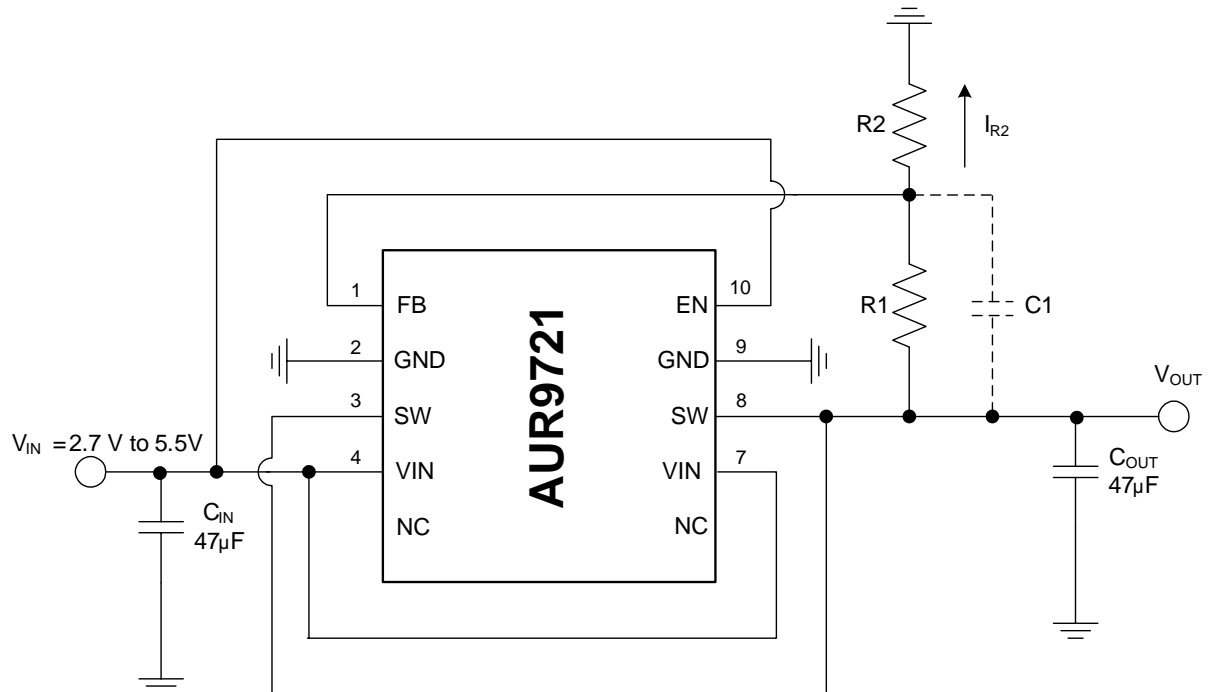 R2
I_R2
1
FB
EN
10
R1
C1
2
GND
GND
9
V_OUT
3
SW
SW
8
V_IN = 2.7 V to 5.5V
4
VIN
VIN
7
C_OUT
47µF
C_IN
47µF
NC
NC
AUR9721